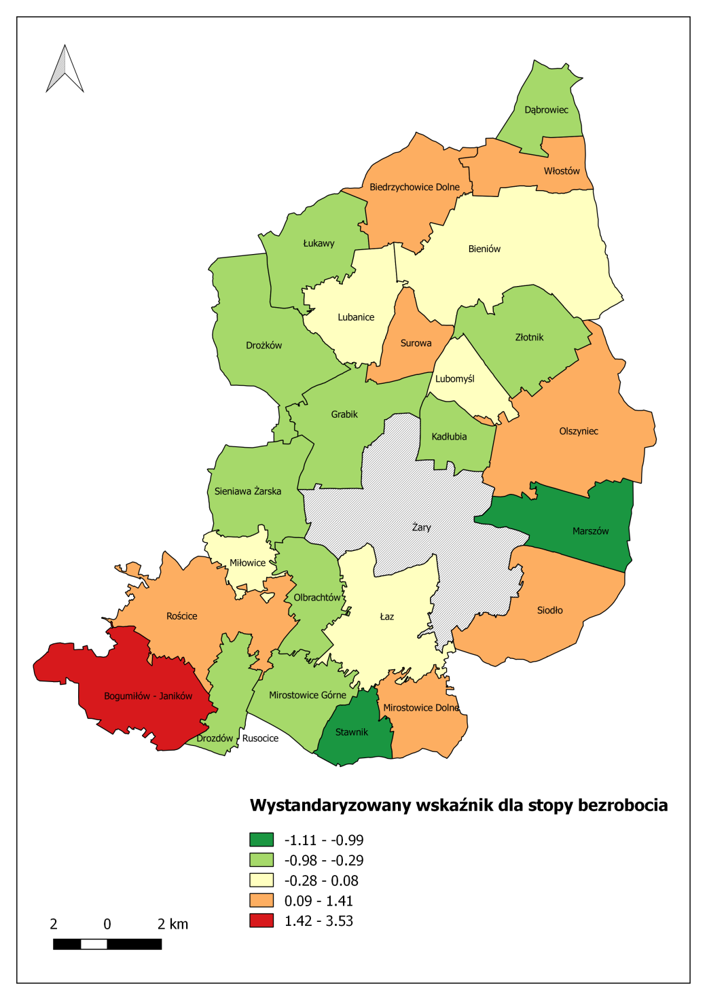 Dąbrowiec
Włostów
Biedrzychowice Dolne
Łukawy
Bieniów
Lubanice
Złotnik
Surowa
Drożków
Lubomyśl
Grabik
Olszyniec
Kadłubia
Sieniawa Żarska
Żary
Marszów
Miłowice
Olbrachtów
Siodło
Rościce
Łaz
Bogumiłów - Janików
Mirostowice Górne
Mirostowice Dolne
Stawnik
Drozdów
Rusocice
Wystandaryzowany wskaźnik dla stopy bezrobocia
-1.11 - -0.99
-0.98 - -0.29
-0.28 - 0.08
0.09 - 1.41
1.42 - 3.53
2 0 2 km